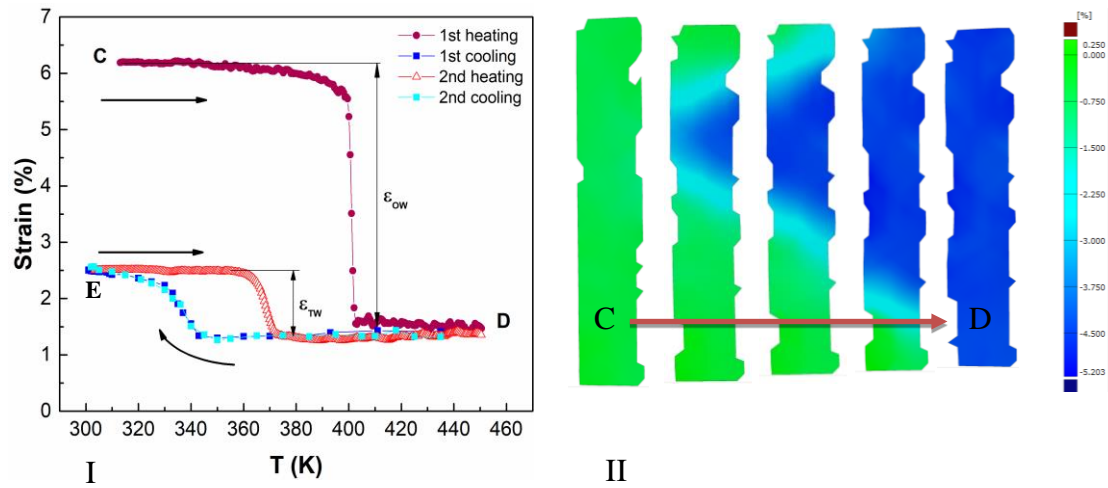 7
6
5
4
3
2
1
0
Strain (%)
C
1st heating
1st cooling
2nd heating
2nd cooling
εow
εTW
E
D
300 320 340 360 380 400 420 440 460
T (K)
I
[%]
0.250
0.000
-0.750
-1.500
-2.250
-3.000
-3.750
-4.500
-5.203
C D
II